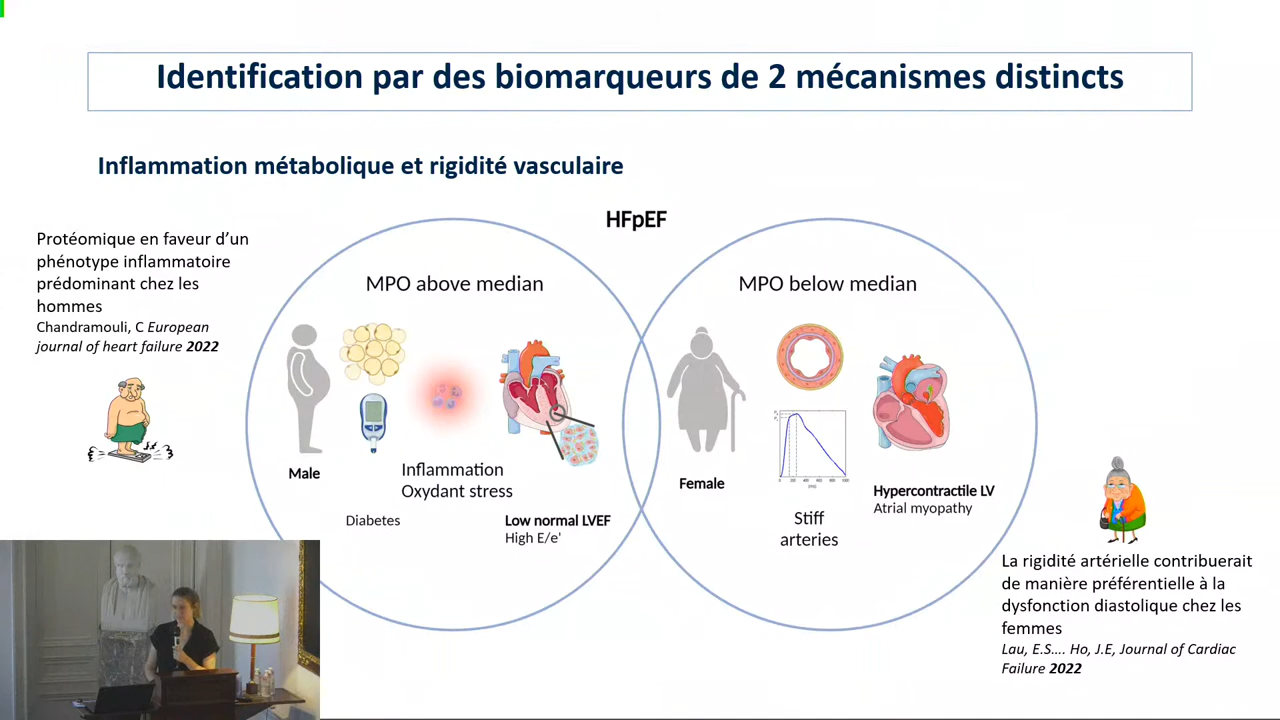 Identification par des biomarqueurs de 2 mécanismes distincts
Inflammation métabolique et rigidité vasculaire
HFpEF
Protéomique en faveur d’un
phénotype inflammatoire
prédominant chez les
hommes
Chandramouli, C European
journal of heart failure 2022
MPO above median
Male
Inflammation
Oxydant stress
Diabetes
Low normal LVEF
High E/e'
MPO below median
Female
Stiff
arteries
Hypercontractile LV
Atrial myopathy
La rigidité artérielle contribuerait
de manière préférentielle à la
dysfonction diastolique chez les
femmes
Lau, E.S.... Ho, J.E, Journal of Cardiac
Failure 2022